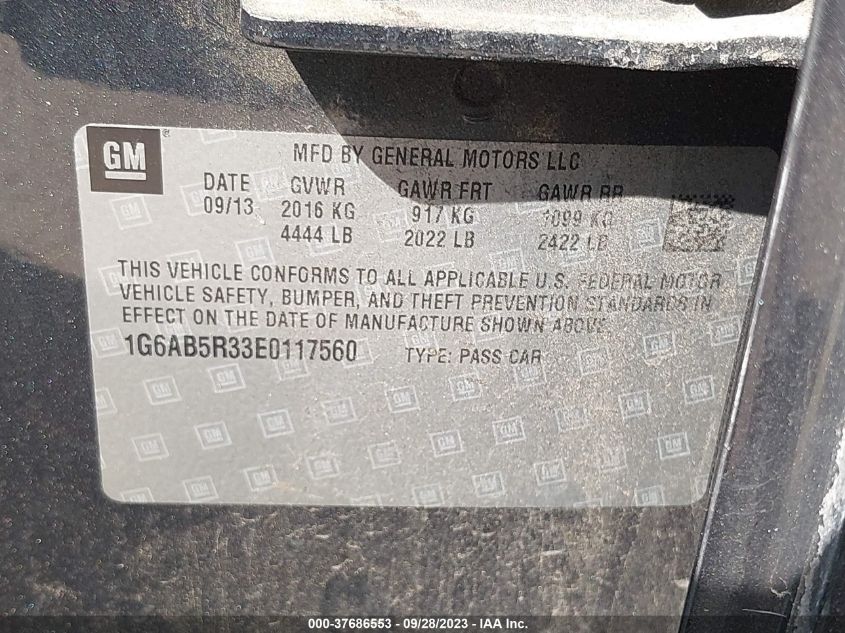 GM
MFD BY GENERAL MOTORS LLC
DATE GVWR GAWR FRT GAWR RR
09/13 2016 KG 917 KG 1099 KG
4444 LB 2022 LB 2422 LB
THIS VEHICLE CONFORMS TO ALL APPLICABLE U.S. FEDERAL MOTOR
VEHICLE SAFETY, BUMPER, AND THEFT PREVENTION STANDARDS IN
EFFECT ON THE DATE OF MANUFACTURE SHOWN ABOVE.
1G6AB5R33E0117560 TYPE: PASS CAR
000-37686553 / 09/28/2023 - IAA Inc.